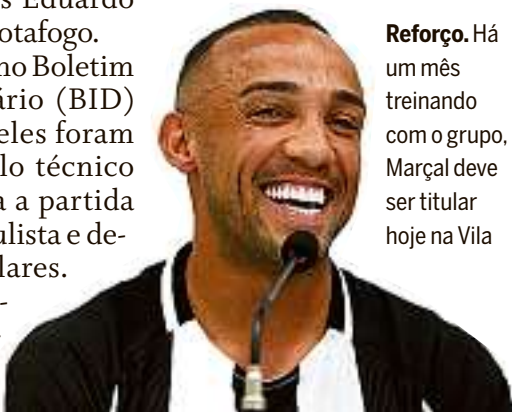 s Eduardo
otafogo.
no Boletim
ário (BID)
eles foram
lo técnico
a a partida
ulista e de-
lares.
-
Reforço. Há
um mês
treinando
com o grupo,
Marçal deve
ser titular
hoje na Vila